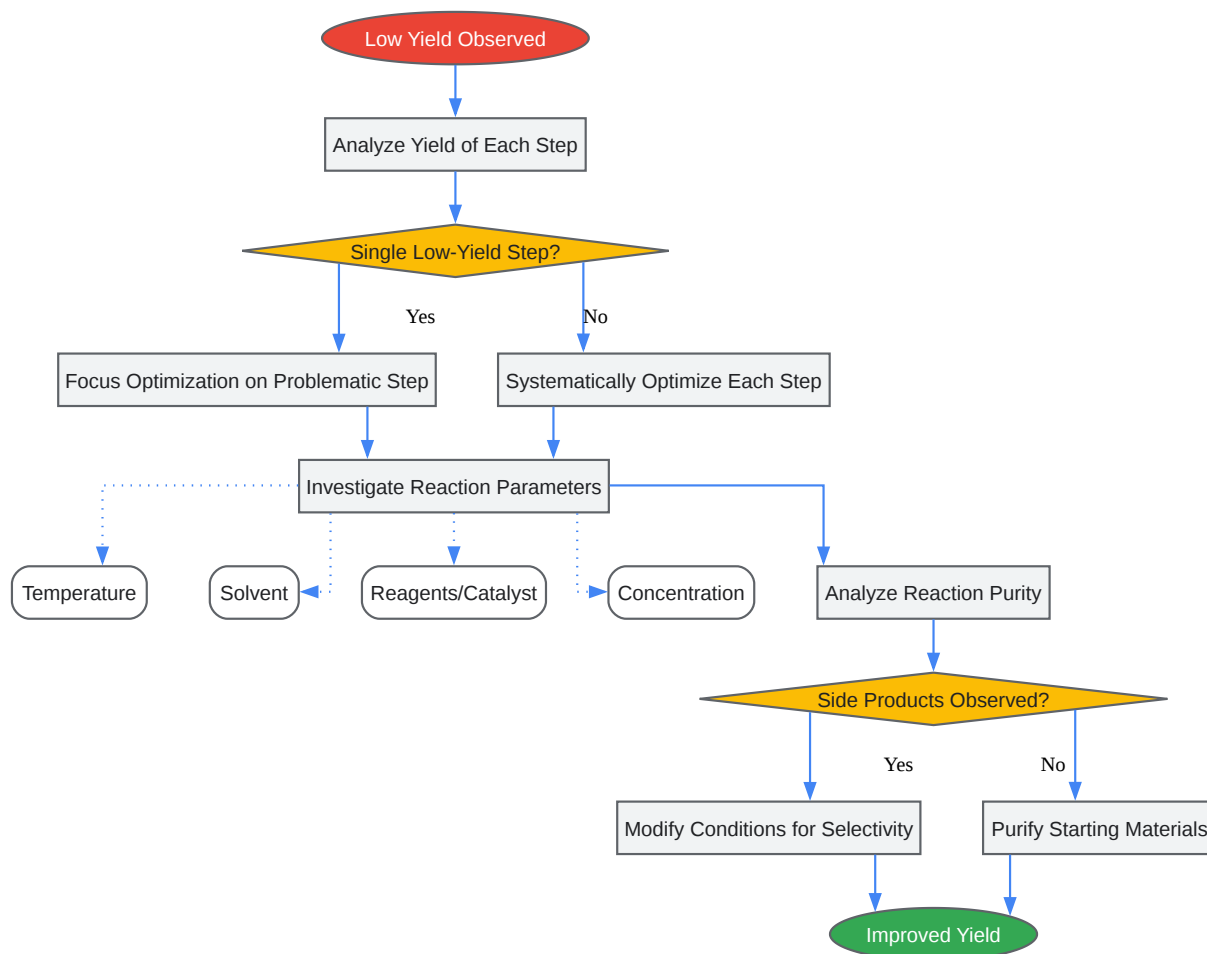 Low Yield Observed
Analyze Yield of Each Step
Single Low-Yield Step?
Yes
No
Focus Optimization on Problematic Step
Systematically Optimize Each Step
Investigate Reaction Parameters
Temperature
Solvent
Reagents/Catalyst
Concentration
Analyze Reaction Purity
Side Products Observed?
Yes
No
Modify Conditions for Selectivity
Purify Starting Materials
Improved Yield